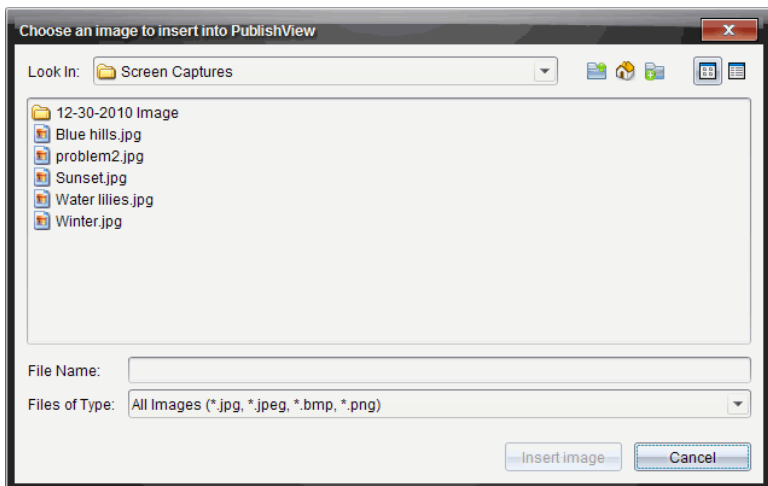 Choose an image to insert into PublishView
Look In: Screen Captures
12-30-2010 Image
Blue hills.jpg
problem2.jpg
Sunset.jpg
Water lilies.jpg
Winter.jpg
File Name:
Files of Type: All Images (*.jpg, *.jpeg, *.bmp, *.png)
Insert image Cancel